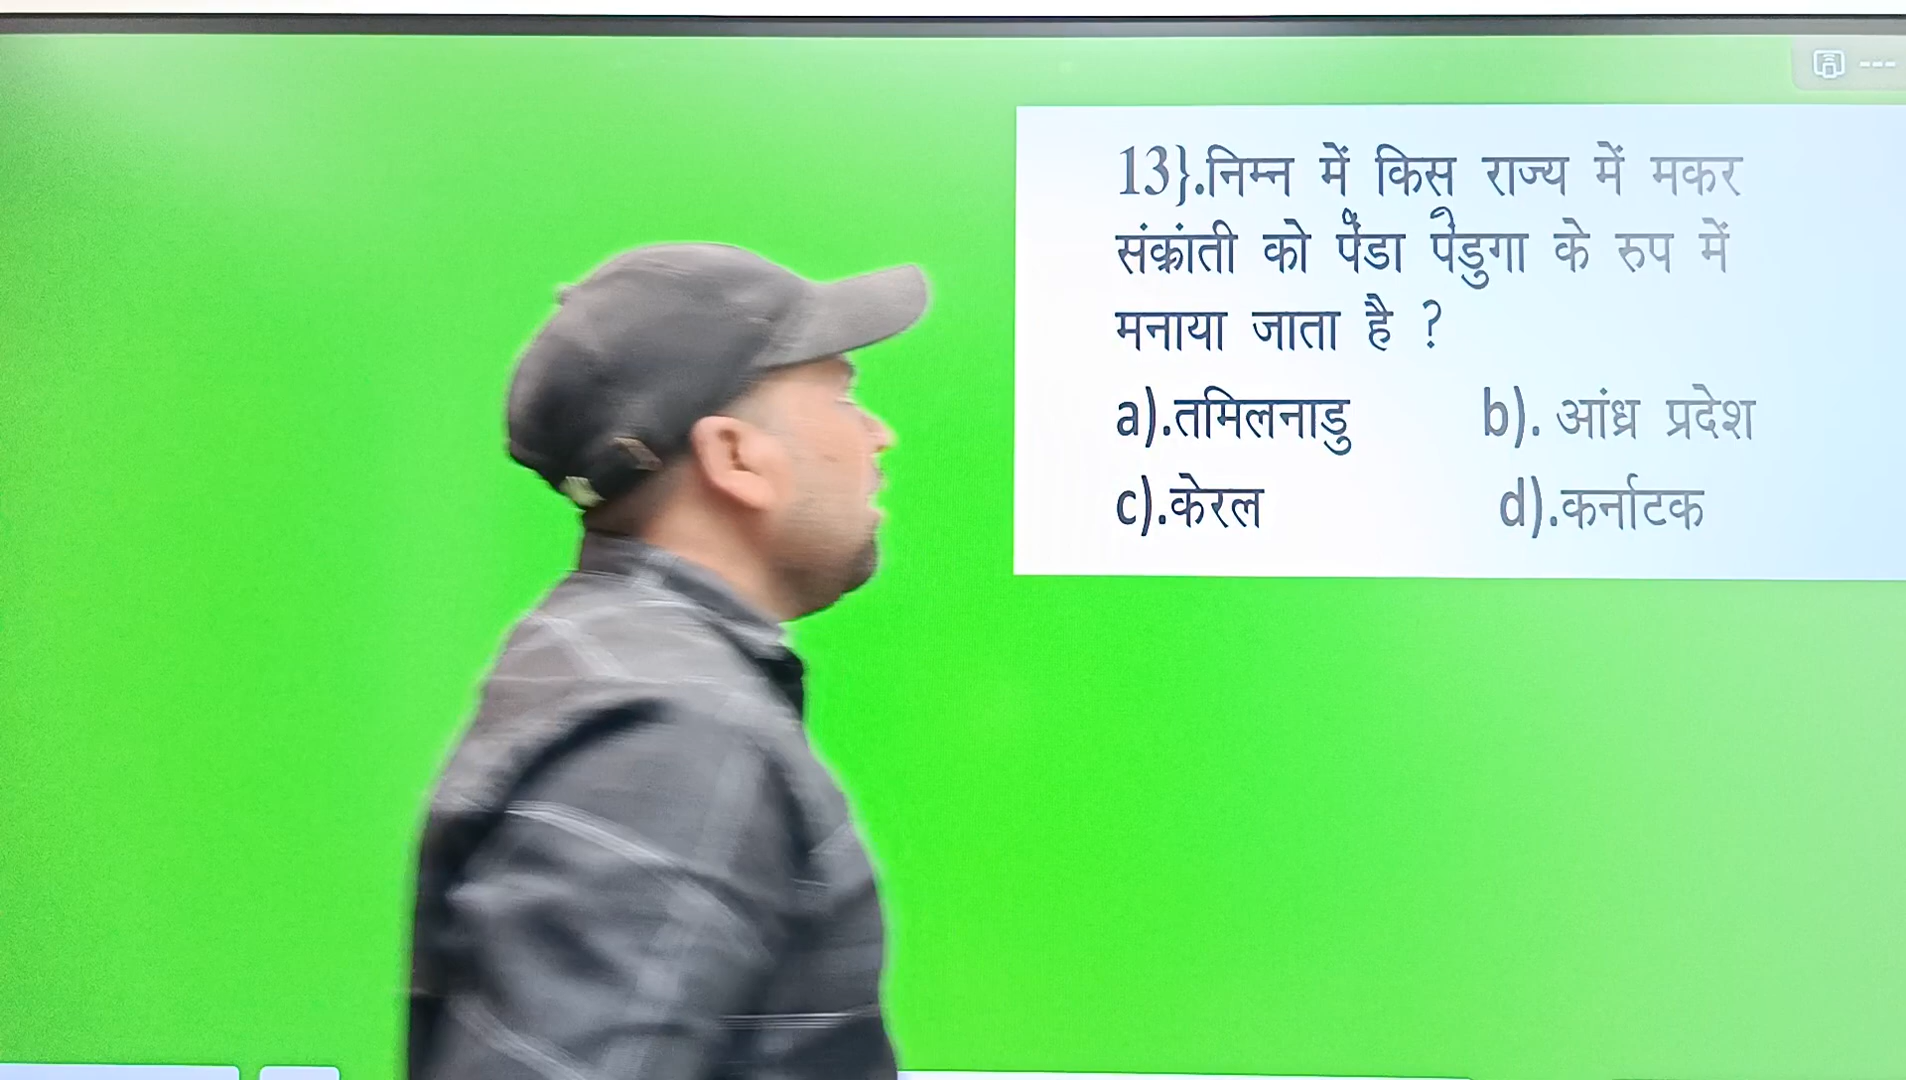 13}.निम्न में किस राज्य में मकर
संक्रांती को पेंडा पेंडुगा के रुप में
मनाया जाता है ?
a).तमिलनाडु b). आंध्र प्रदेश
c).केरल d).कर्नाटक